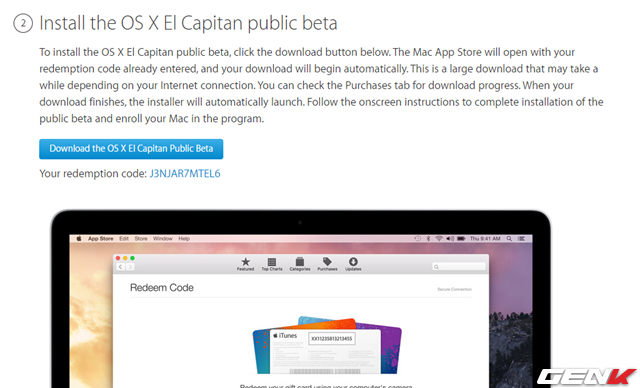 2 Install the OS X El Capitan public beta
To install the OS X El Capitan public beta, click the download button below. The Mac App Store will open with your
redemption code already entered, and your download will begin automatically. This is a large download that may take a
while depending on your Internet connection. You can check the Purchases tab for download progress. When your
download finishes, the installer will automatically launch. Follow the onscreen instructions to complete installation of the
public beta and enroll your Mac in the program.
Download the OS X El Capitan Public Beta
Your redemption code: J3NJAR7MTEL6
App Store Edit Store Window Help Thu 9:41 AM
Featured Top Charts Categories Purchases Updates
Redeem Code Secure Connection
iTunes XX11235813213455
Redeem your gift card using your computer's camera
GENK